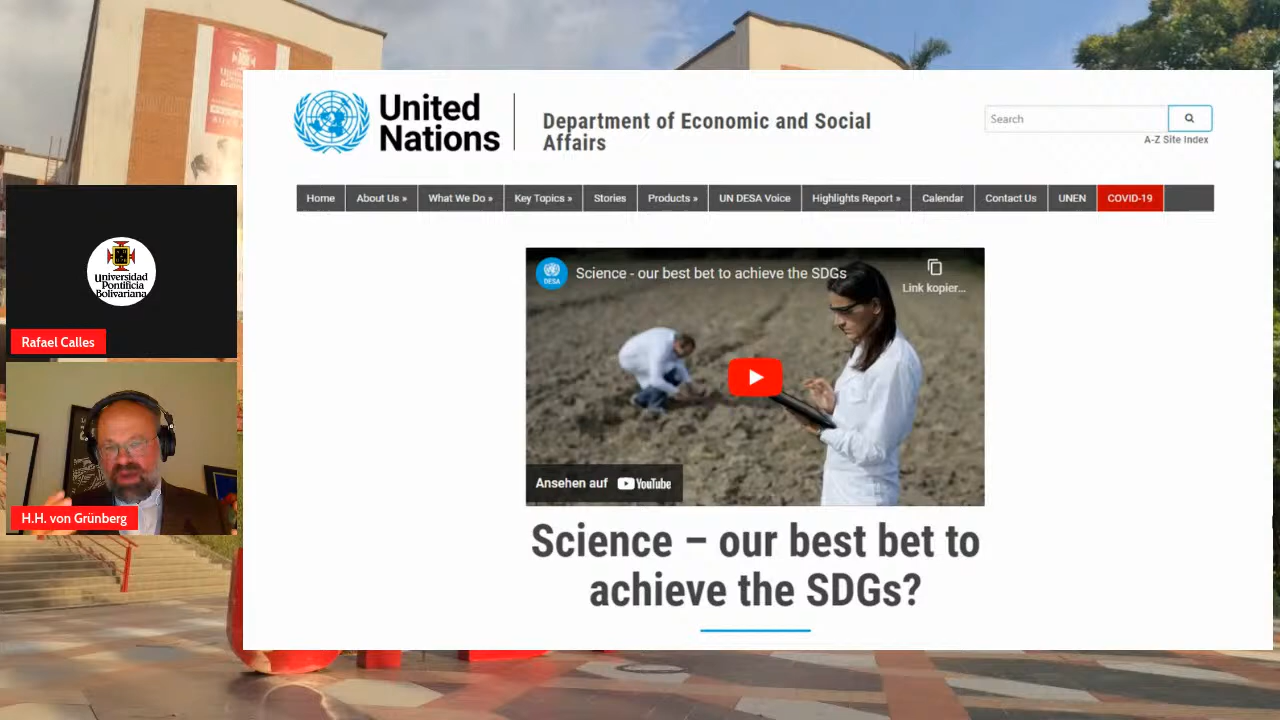 United
Nations
Department of Economic and Social
Affairs
Search
A-Z Site Index
Home
About Us »
What We Do »
Key Topics »
Stories
Products »
UN DESA Voice
Highlights Report »
Calendar
Contact Us
UNEN
COVID-19
DESA
Science - our best bet to achieve the SDGs
Link kopier...
Ansehen auf YouTube
Science – our best bet to
achieve the SDGs?
Universidad
Pontificia
Bolivariana
Rafael Calles
H.H. von Grünberg